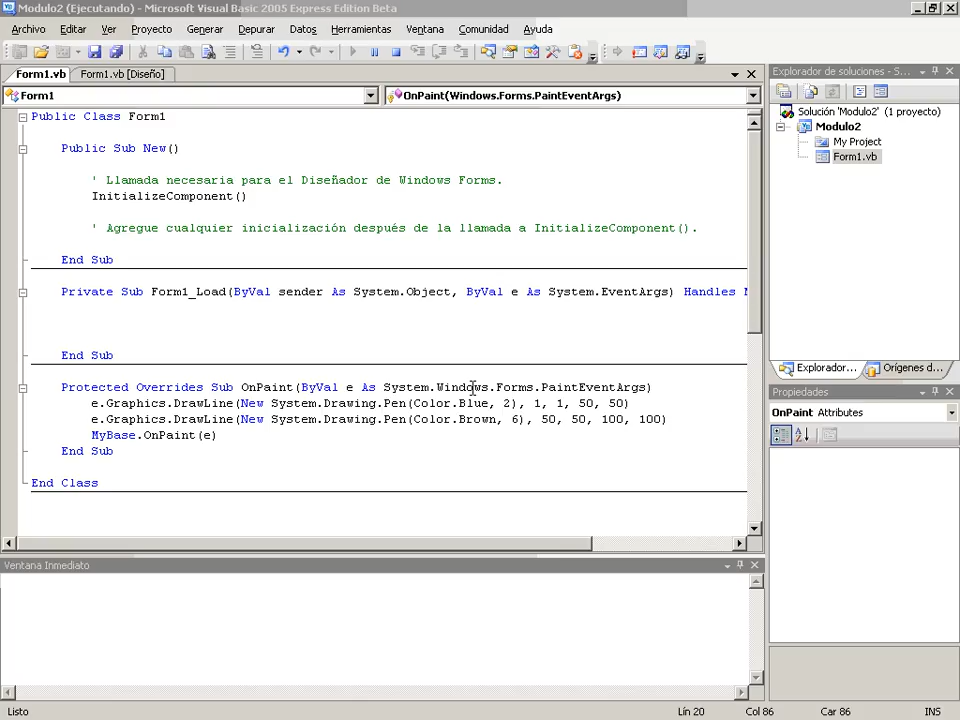 Modulo2 (Ejecutando) - Microsoft Visual Basic 2005 Express Edition Beta
Archivo Editar Ver Proyecto Generar Depurar Datos Herramientas Ventana Comunidad Ayuda
Form1.vb Form1.vb [Diseño]
Form1 OnPaint(Windows.Forms.PaintEventArgs)
Public Class Form1
Public Sub New()
' Llamada necesaria para el Diseñador de Windows Forms.
InitializeComponent()
' Agregue cualquier inicialización después de la llamada a InitializeComponent().
End Sub
Private Sub Form1_Load(ByVal sender As System.Object, ByVal e As System.EventArgs) Handles
End Sub
Protected Overrides Sub OnPaint(ByVal e As System.Windows.Forms.PaintEventArgs)
e.Graphics.DrawLine(New System.Drawing.Pen(Color.Blue, 2), 1, 1, 50, 50)
e.Graphics.DrawLine(New System.Drawing.Pen(Color.Brown, 6), 50, 50, 100, 100)
MyBase.OnPaint(e)
End Sub
End Class
Ventana Inmediato
Explorador de soluciones - S...
Solución 'Modulo2' (1 proyecto)
Modulo2
My Project
Form1.vb
Explorador... Orígenes d...
Propiedades
OnPaint Attributes
Listo Lín 20 Col 86 Car 86 INS